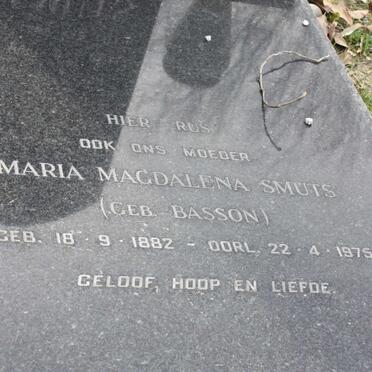 HIER RUS
OOK ONS MOEDER
MARIA MAGDALENA SMUTS
(GEB. BASSON)
GEB. 18·9·1882 - OORL. 22·4·1975
GELOOF, HOOP EN LIEFDE.